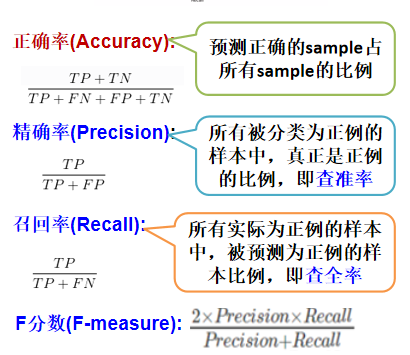 正确率(Accuracy):
预测正确的sample占
所有sample的比例
TP + TN
TP + FN + FP + TN
精确率(Precision):
所有被分类为正例的
样本中，真正是正例
的比例，即查准率
TP
TP + FP
召回率(Recall):
所有实际为正例的样本
中，被预测为正例的样
本比例，即查全率
TP
TP + FN
F分数(F-measure):
2×Precision×Recall
Precision+Recall